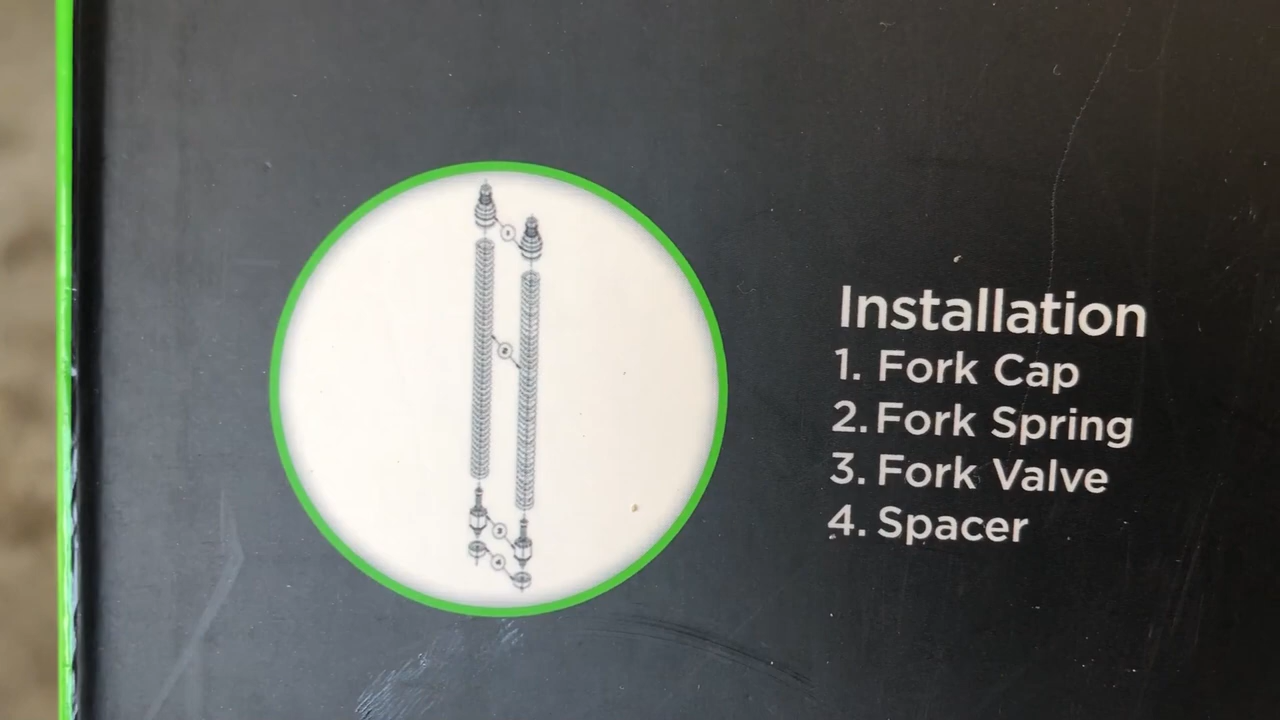 Installation
1. Fork Cap
2. Fork Spring
3. Fork Valve
4. Spacer